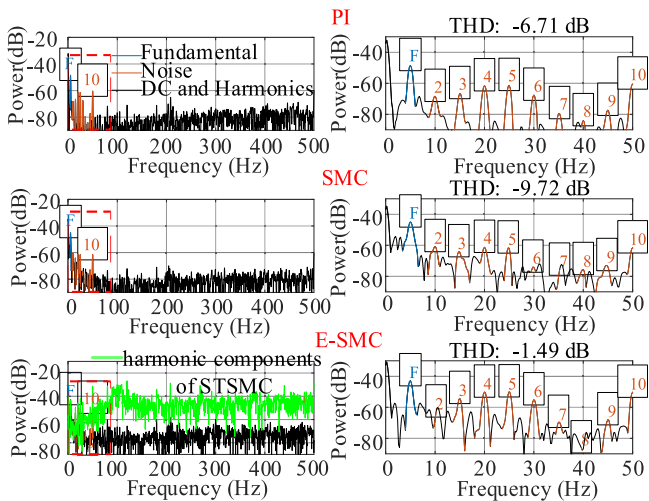 PI
THD: -6.71 dB
-20
-40
-60
-80
Power(dB)
F
10
Fundamental
Noise
DC and Harmonics
0 100 200 300 400 500
Frequency (Hz)
-40
-60
-80
Power(dB)
F 2 3 4 5 6 7 8 9 10
0 10 20 30 40 50
Frequency (Hz)
SMC
THD: -9.72 dB
-20
-40
-60
-80
Power(dB)
F
10
0 100 200 300 400 500
Frequency (Hz)
-40
-60
-80
Power(dB)
F 2 3 4 5 6 7 8 9 10
0 10 20 30 40 50
Frequency (Hz)
E-SMC
THD: -1.49 dB
-20
-40
-60
-80
Power(dB)
F
10
harmonic components
of STSMC
0 100 200 300 400 500
Frequency (Hz)
-40
-60
-80
Power(dB)
F 2 3 4 5 6 7 8 9 10
0 10 20 30 40 50
Frequency (Hz)